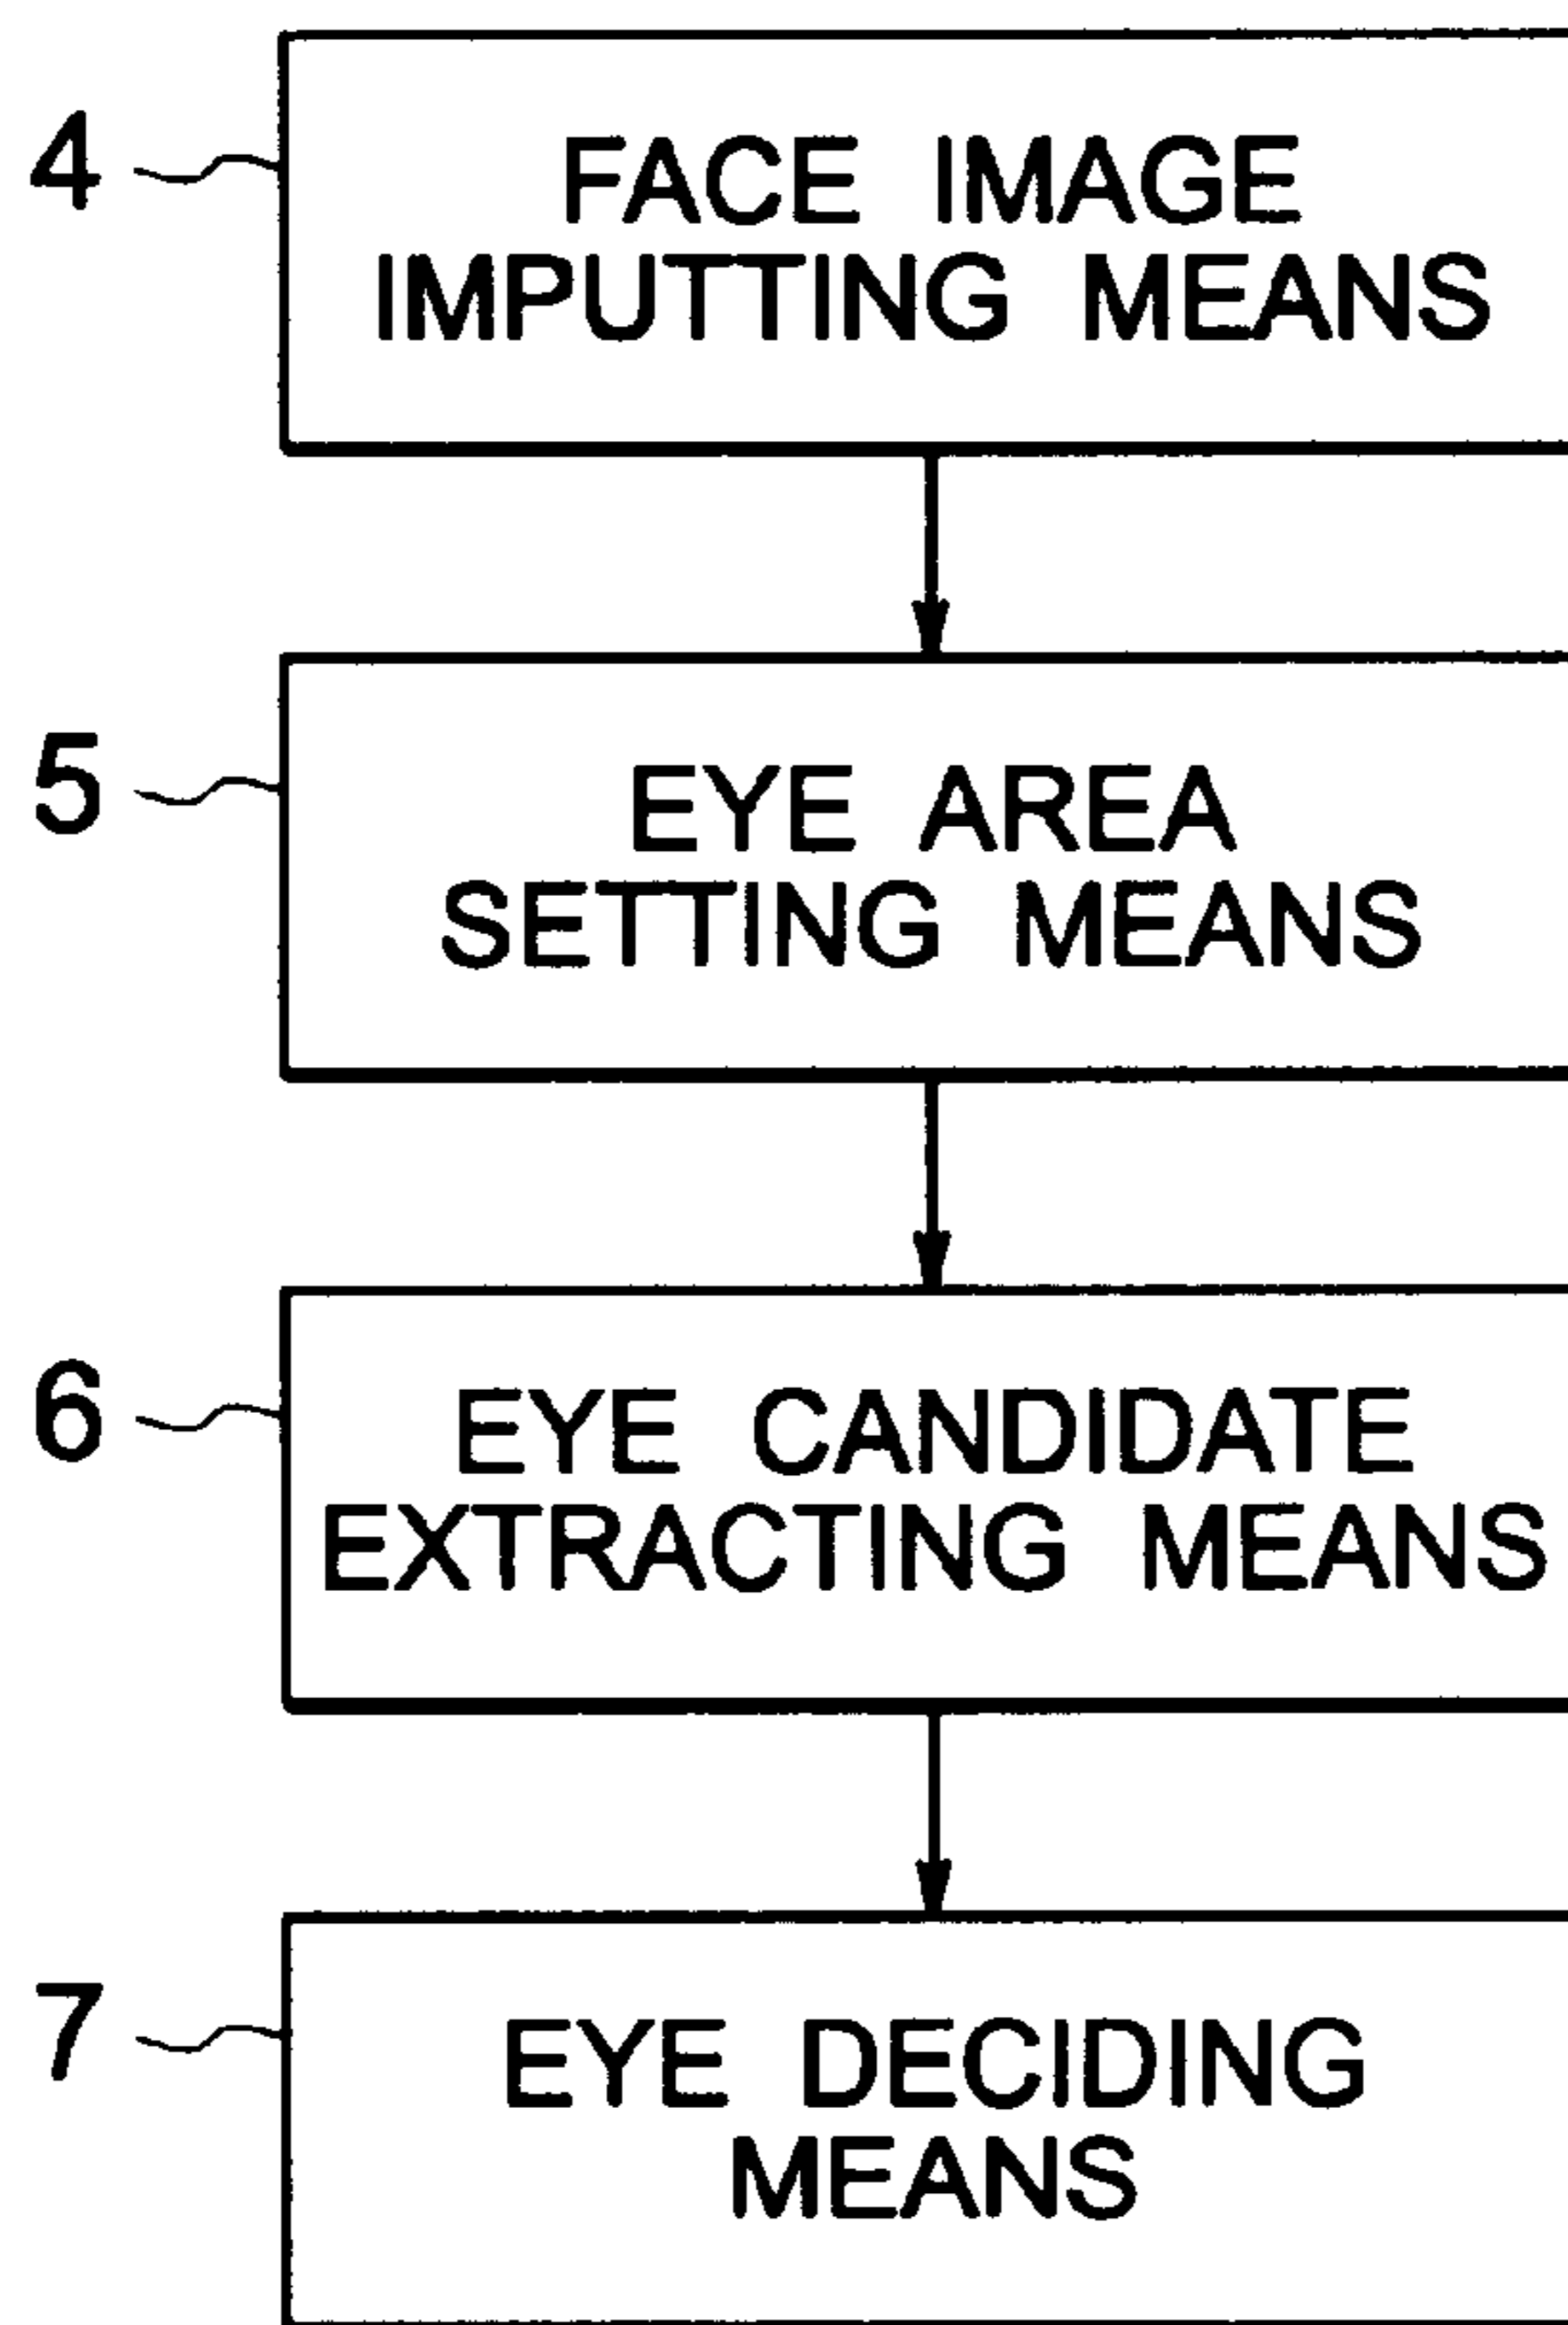 4
FACE IMAGE
IMPUTTING MEANS
5
EYE AREA
SETTING MEANS
6
EYE CANDIDATE
EXTRACTING MEANS
7
EYE DECIDING
MEANS